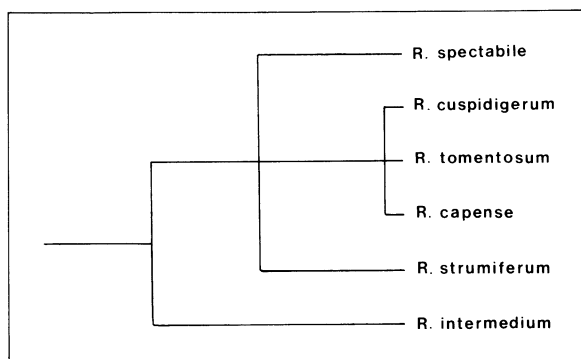 R. spectabile
R. cuspidigerum
R. tomentosum
R. capense
R. strumiferum
R. intermedium